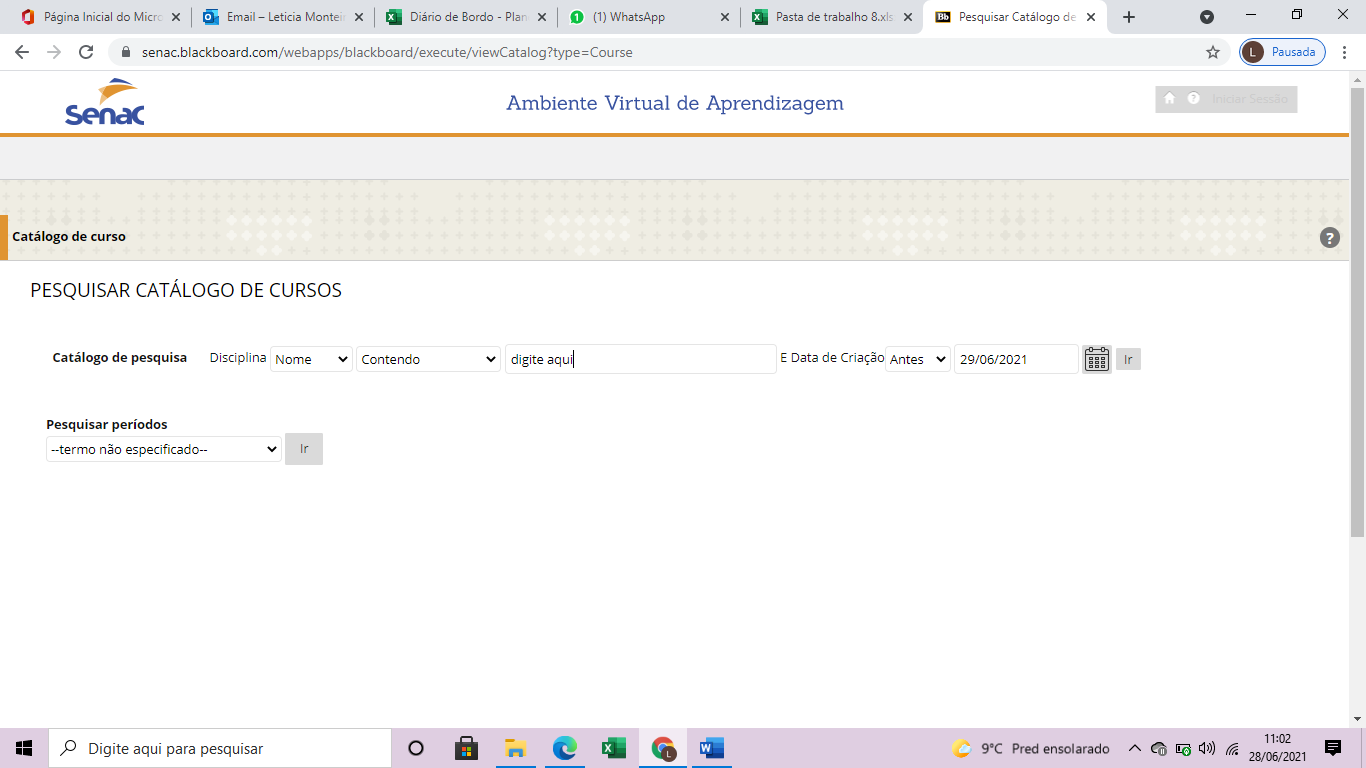 Página Inicial do Micro
Email – Leticia Montei
Diário de Bordo - Plan
(1) WhatsApp
Pasta de trabalho 8.xls
Bb Pesquisar Catálogo de
senac.blackboard.com/webapps/blackboard/execute/viewCatalog?type=Course
L Pausada
Senac
Ambiente Virtual de Aprendizagem
? Iniciar Sessão
Catálogo de curso
?
PESQUISAR CATÁLOGO DE CURSOS
Catálogo de pesquisa Disciplina Nome Contendo digite aqui E Data de Criação Antes 29/06/2021 Ir
Pesquisar períodos
--termo não especificado-- Ir
Digite aqui para pesquisar
L
9°C Pred ensolarado
11:02
28/06/2021